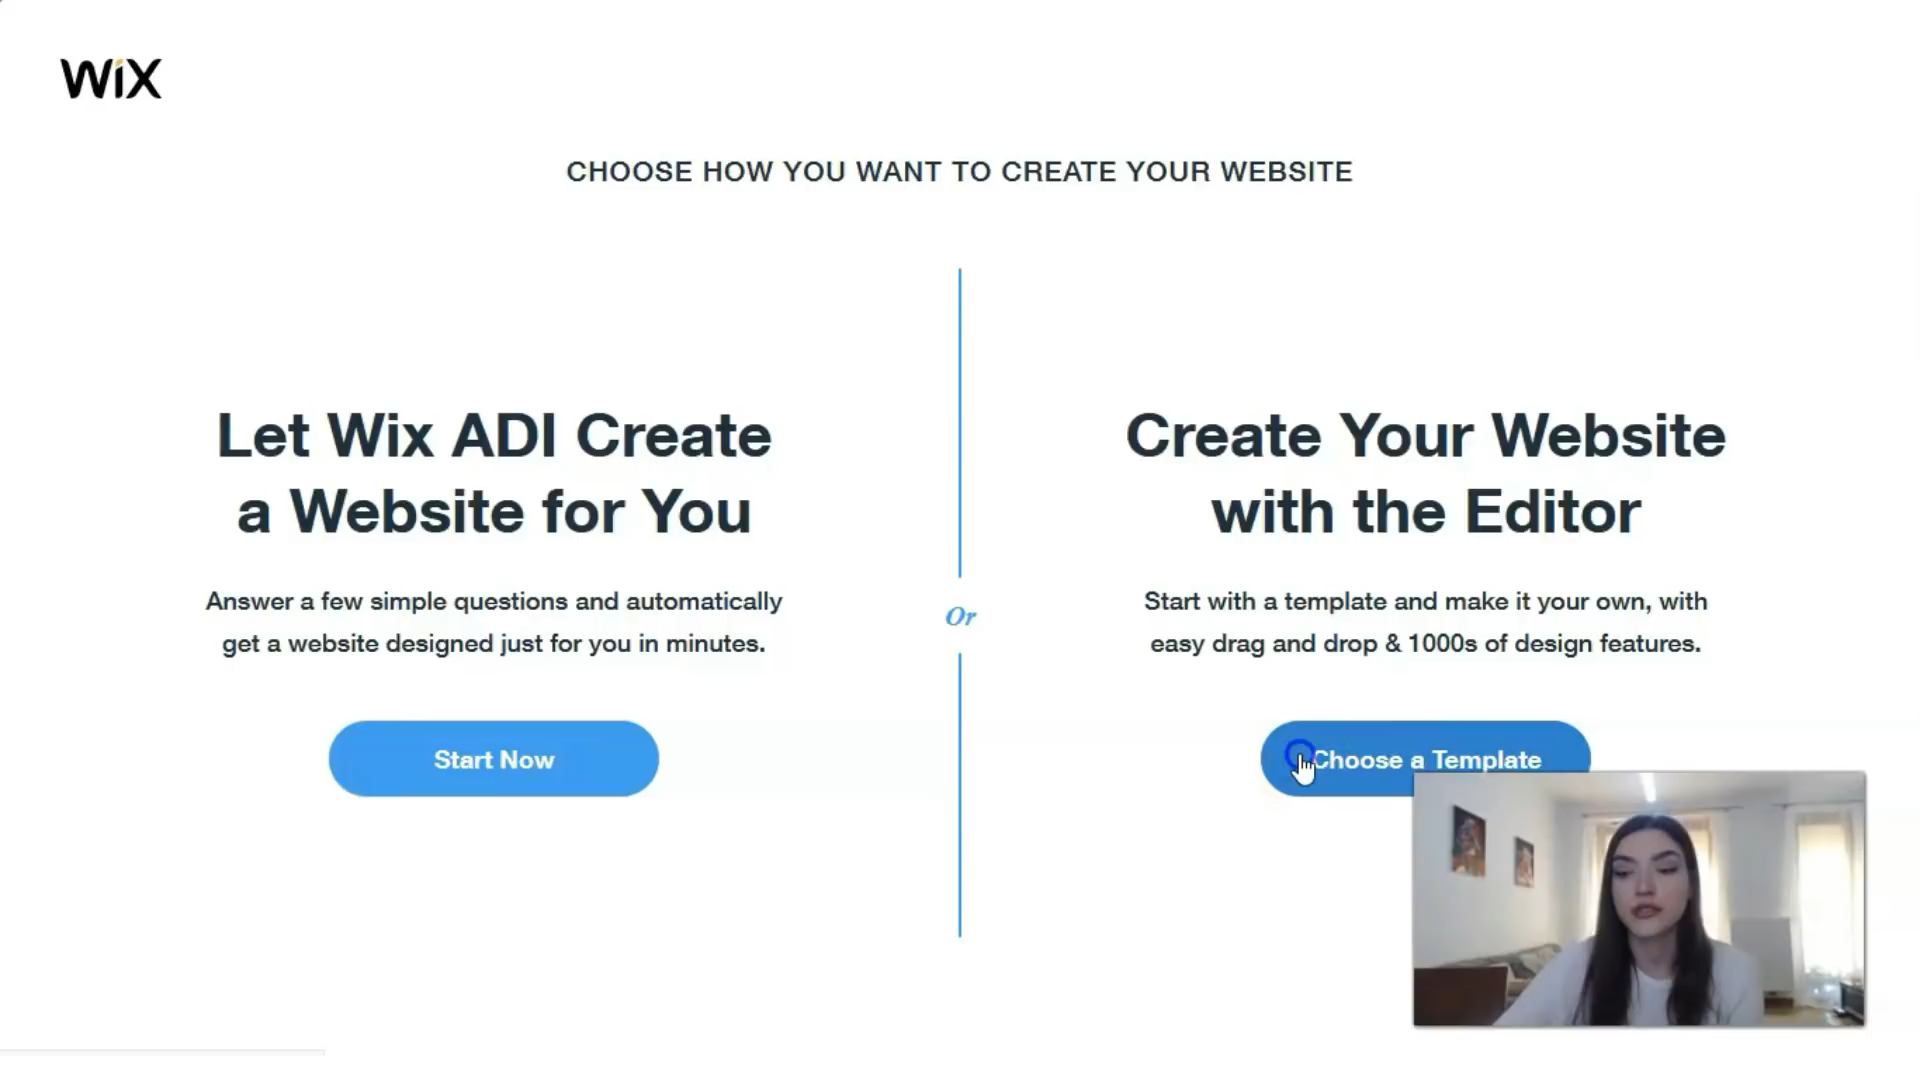 WiX
CHOOSE HOW YOU WANT TO CREATE YOUR WEBSITE
Let Wix ADI Create
a Website for You
Answer a few simple questions and automatically
get a website designed just for you in minutes.
Start Now
Or
Create Your Website
with the Editor
Start with a template and make it your own, with
easy drag and drop & 1000s of design features.
Choose a Template